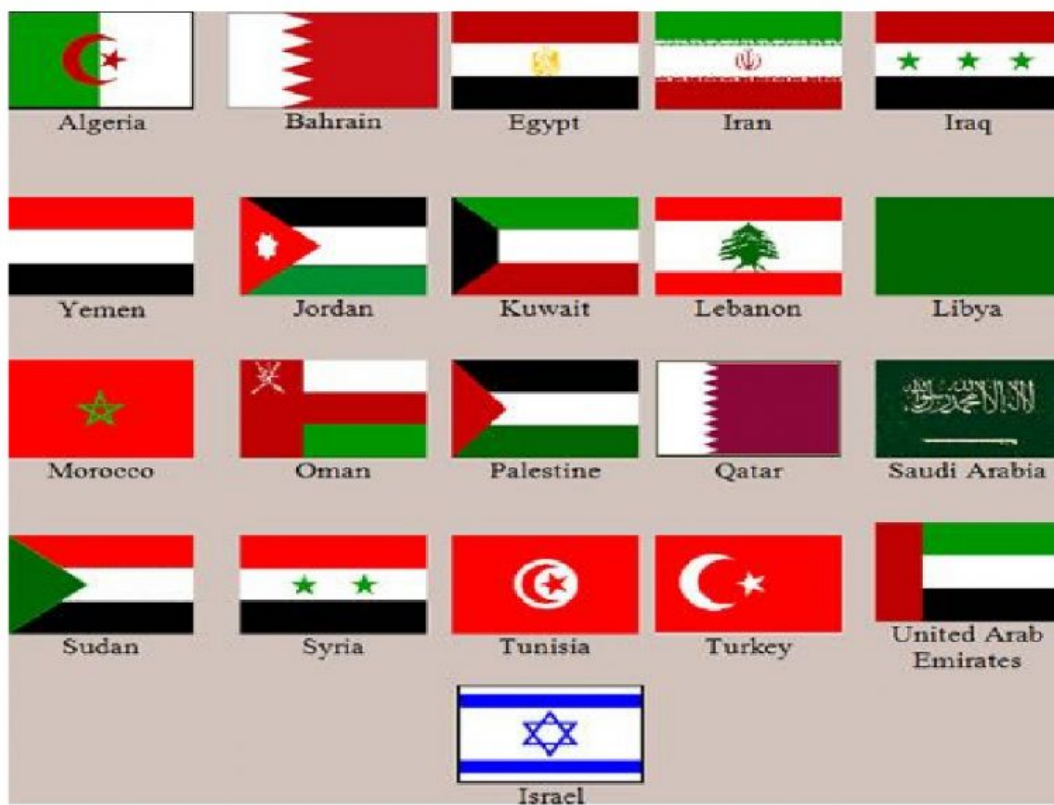 Algeria Bahrain Egypt Iran Iraq
Yemen Jordan Kuwait Lebanon Libya
Morocco Oman Palestine Qatar Saudi Arabia
Sudan Syria Tunisia Turkey United Arab
Emirates
Israel